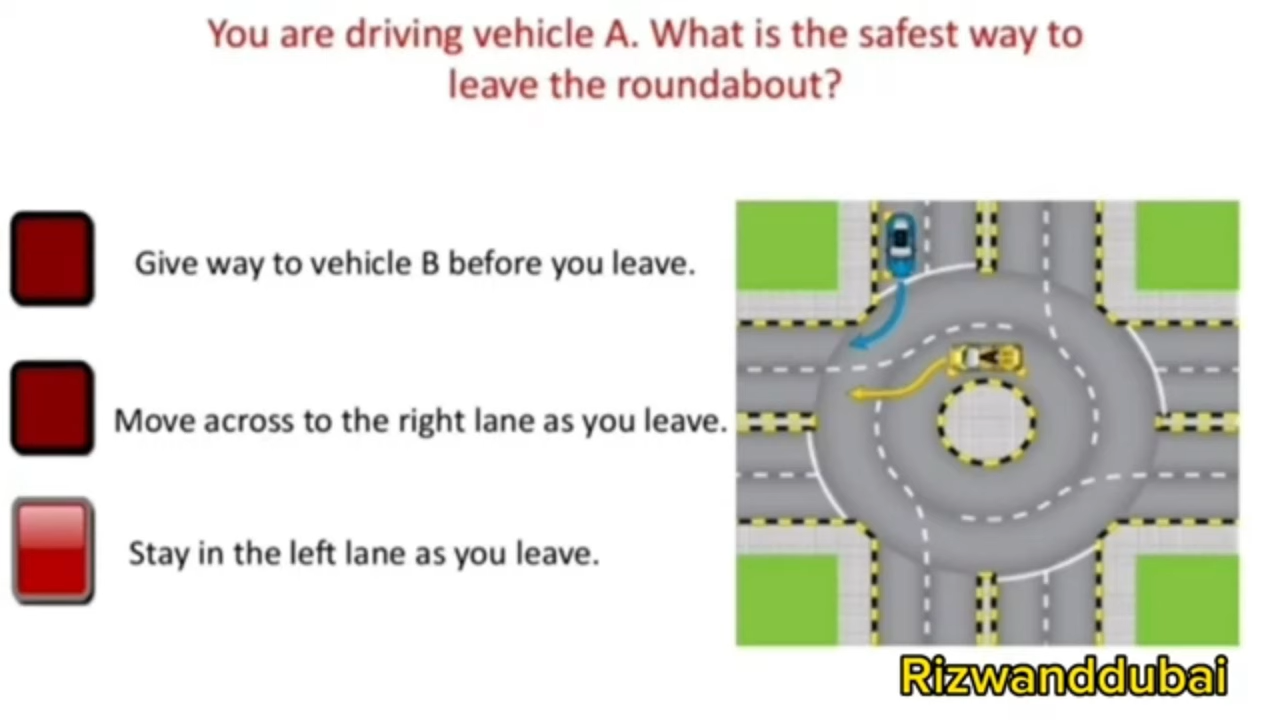 You are driving vehicle A. What is the safest way to
leave the roundabout?
Give way to vehicle B before you leave.
Move across to the right lane as you leave.
Stay in the left lane as you leave.
Rizwanddubai